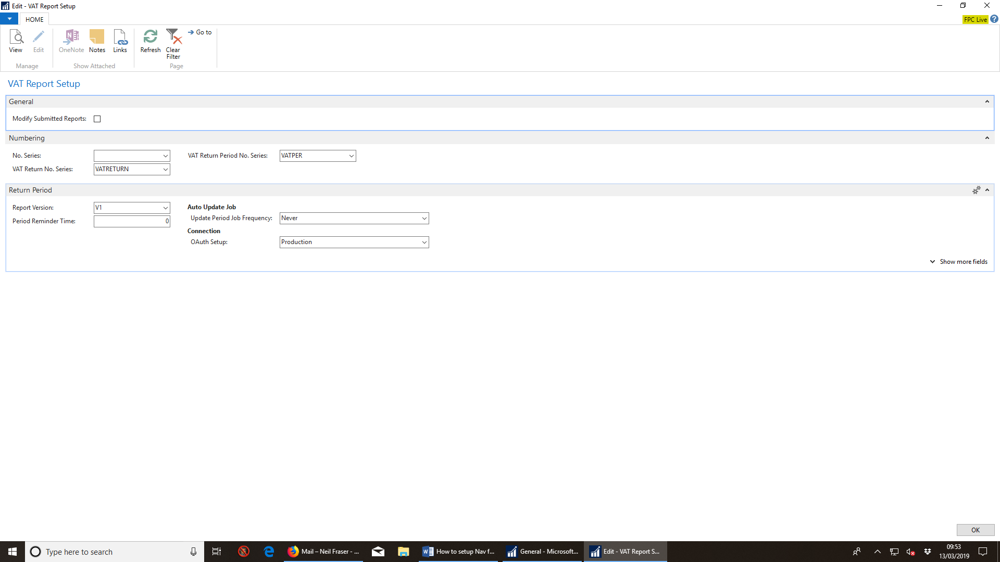 Edit - VAT Report Setup
HOME
FPC Live
?
View
Edit
OneNote
Notes
Links
Refresh
Clear
Filter
Go to
Manage
Show Attached
Page
VAT Report Setup
General
Modify Submitted Reports:
Numbering
No. Series:
VAT Return Period No. Series: VATPER
VAT Return No. Series: VATRETURN
Return Period
Report Version: V1
Auto Update Job
Period Reminder Time: 0
Update Period Job Frequency: Never
Connection
OAuth Setup: Production
Show more fields
OK
Type here to search
Mail – Neil Fraser - ...
How to setup Nav f...
General - Microsoft...
Edit - VAT Report S...
09:53
13/03/2019